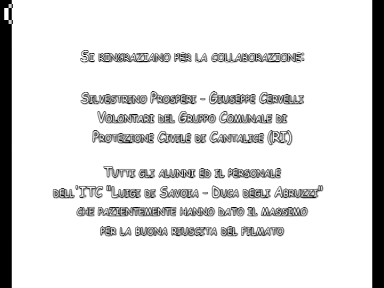 Si ringraziano per la collaborazione:
Silvestrino Prosperi - Giuseppe Cervelli
Volontari del Gruppo Comunale di
Protezione Civile di Cantalice (RI)
Tutti gli alunni ed il personale
dell'ITC "Luigi di Savoia - Duca degli Abruzzi"
che pazientemente hanno dato il massimo
per la buona riuscita del filmato